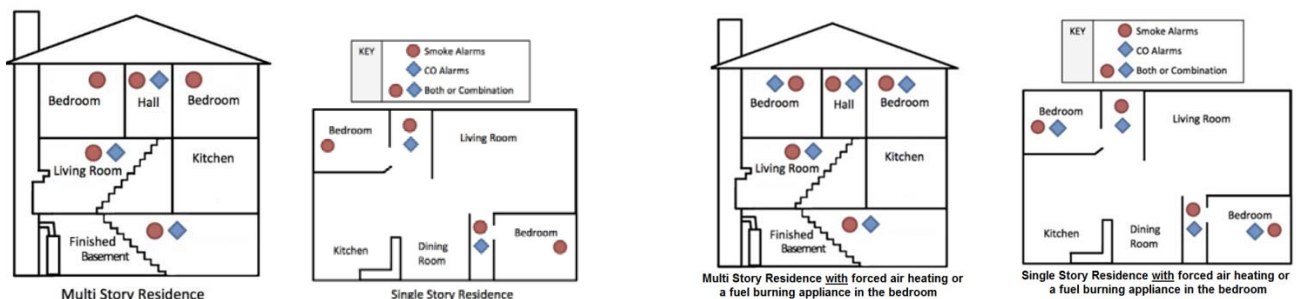 Bedroom
Hall
Bedroom
Living Room
Kitchen
Finished
Basement
Multi Story Residence
KEY
Smoke Alarms
CO Alarms
Both or Combination
Bedroom
Living Room
Kitchen
Dining
Room
Bedroom
Single Story Residence
Bedroom
Hall
Bedroom
Living Room
Kitchen
Finished
Basement
Multi Story Residence with forced air heating or
a fuel burning appliance in the bedroom
KEY
Smoke Alarms
CO Alarms
Both or Combination
Bedroom
Living Room
Kitchen
Dining
Room
Bedroom
Single Story Residence with forced air heating or
a fuel burning appliance in the bedroom